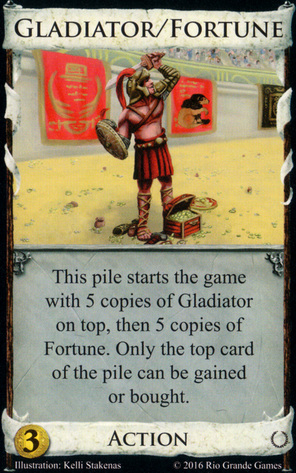 GLADIATOR/FORTUNE
This pile starts the game
with 5 copies of Gladiator
on top, then 5 copies of
Fortune. Only the top card
of the pile can be gained
or bought.
3 ACTION
Illustration: Kelli Stakenas © 2016 Rio Grande Games